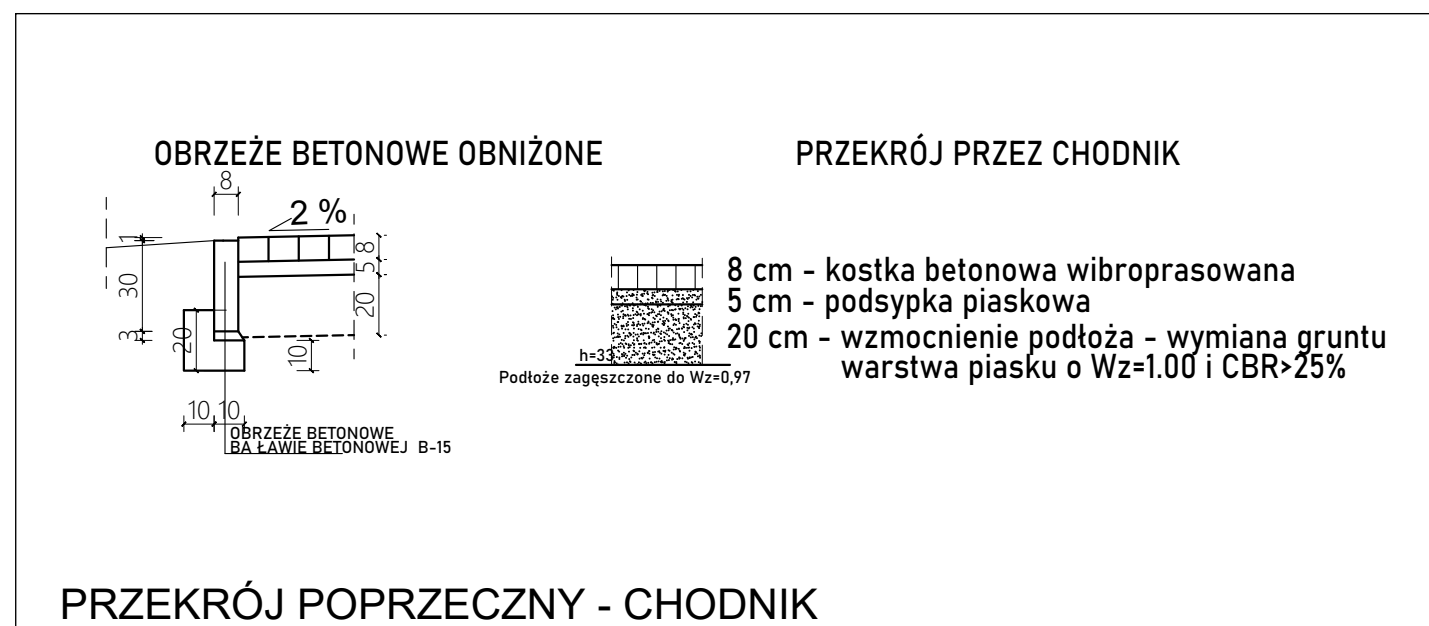 OBRZEŻE BETONOWE OBNIŻONE
PRZEKRÓJ PRZEZ CHODNIK
8
2 %
1
8
5
30
20
3
20
10
10 10
OBRZEŻE BETONOWE
BA ŁAWIE BETONOWEJ B-15
8 cm - kostka betonowa wibroprasowana
5 cm - podsypka piaskowa
20 cm - wzmocnienie podłoża - wymiana gruntu
warstwa piasku o Wz=1.00 i CBR>25%
h=33
Podłoże zagęszczone do Wz=0,97
PRZEKRÓJ POPRZECZNY - CHODNIK